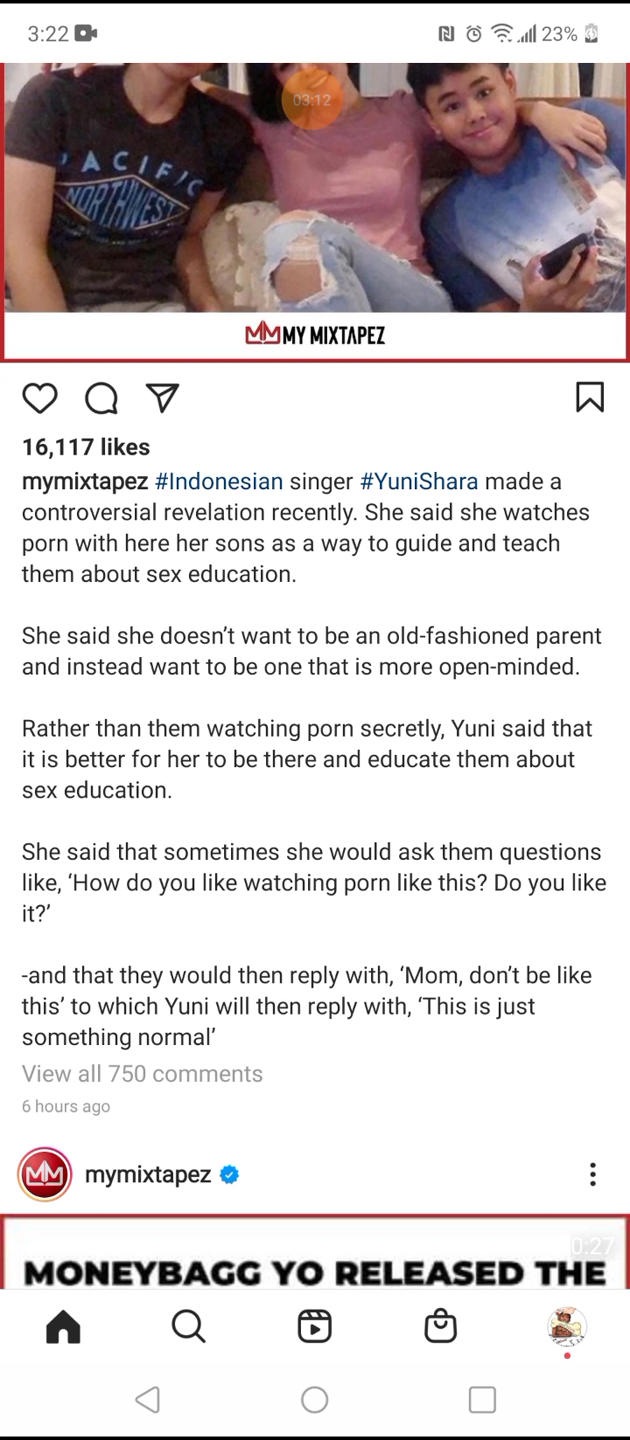 3:22
23%
03:12
PACIFIC
NORTHWEST
MM MY MIXTAPEZ
16,117 likes
mymixtapez #Indonesian singer #YuniShara made a
controversial revelation recently. She said she watches
porn with here her sons as a way to guide and teach
them about sex education.
She said she doesn’t want to be an old-fashioned parent
and instead want to be one that is more open-minded.
Rather than them watching porn secretly, Yuni said that
it is better for her to be there and educate them about
sex education.
She said that sometimes she would ask them questions
like, ‘How do you like watching porn like this? Do you like
it?’
-and that they would then reply with, ‘Mom, don’t be like
this’ to which Yuni will then reply with, ‘This is just
something normal’
View all 750 comments
6 hours ago
MM mymixtapez
0:27
MONEYBAGG YO RELEASED THE